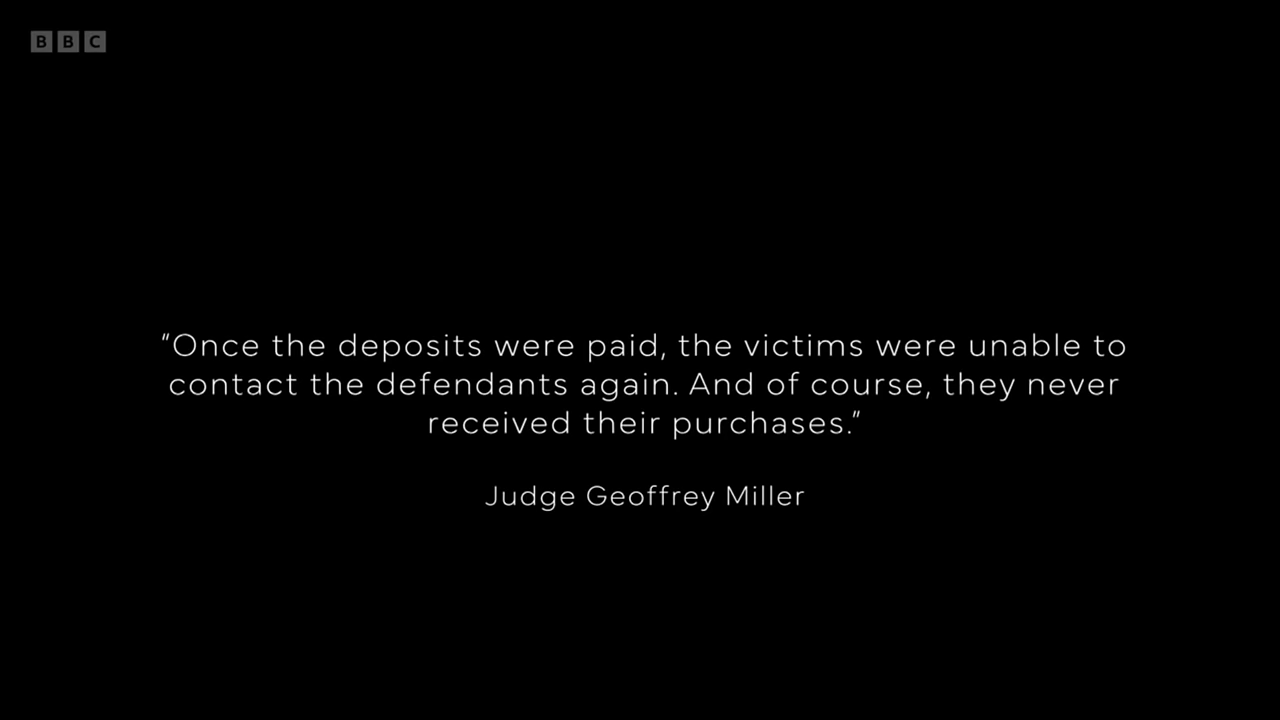 BBC
"Once the deposits were paid, the victims were unable to
contact the defendants again. And of course, they never
received their purchases."
Judge Geoffrey Miller